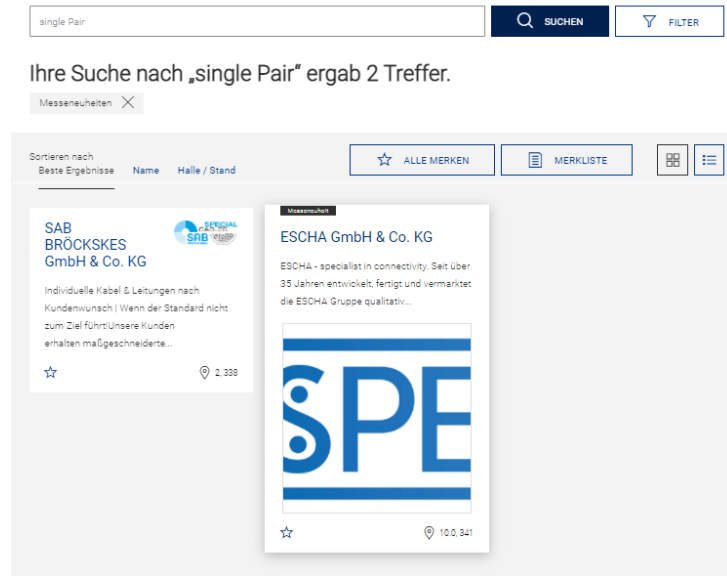 single Pair
SUCHEN
FILTER
Ihre Suche nach „single Pair“ ergab 2 Treffer.
Messeneuheiten
Sortieren nach
Beste Ergebnisse Name Halle / Stand
ALLE MERKEN
MERKLISTE
SAB
BRÖCKSKES
GmbH & Co. KG
SPECIAL
CABLES
SAB
Individuelle Kabel & Leitungen nach
Kundenwunsch | Wenn der Standard nicht
zum Ziel führt!Unsere Kunden
erhalten maßgeschneiderte...
2, 338
Messeneuheit
ESCHA GmbH & Co. KG
ESCHA - specialist in connectivity. Seit über
35 Jahren entwickelt, fertigt und vermarktet
die ESCHA Gruppe qualitativ...
SPE
10.0, 341